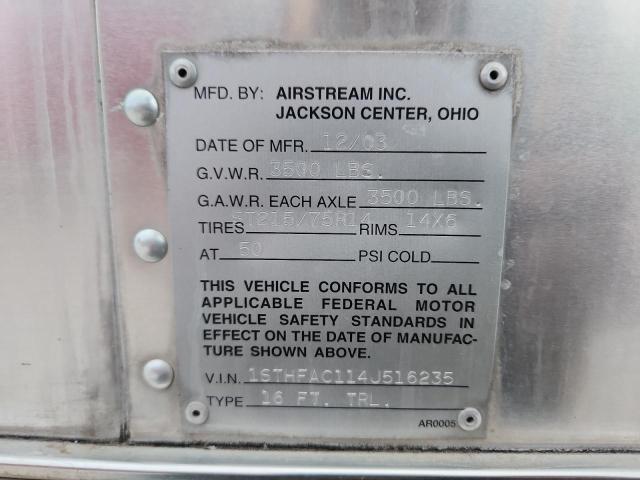 MFD. BY: AIRSTREAM INC.
JACKSON CENTER, OHIO
DATE OF MFR. 12/03
G.V.W.R. 3500 LBS.
G.A.W.R. EACH AXLE 3500 LBS.
TIRES ST215/75R14 RIMS 14X6
AT 50 PSI COLD
THIS VEHICLE CONFORMS TO ALL
APPLICABLE FEDERAL MOTOR
VEHICLE SAFETY STANDARDS IN
EFFECT ON THE DATE OF MANUFAC-
TURE SHOWN ABOVE.
V.I.N. 1STHFAC114J516235
TYPE 16 FT. TRL.
AR0005